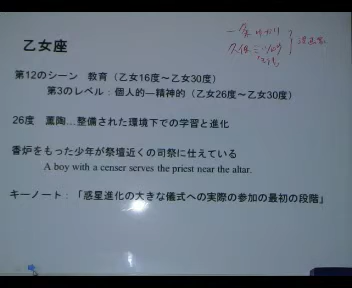 乙女座
第12のシーン　教育（乙女16度～乙女30度）
第3のレベル：個人的―精神的（乙女26度～乙女30度）
26度　薫陶…整備された環境下での学習と進化
香炉をもった少年が祭壇近くの司祭に仕えている
A boy with a censer serves the priest near the altar.
キーノート：「惑星進化の大きな儀式への実際の参加の最初の段階」